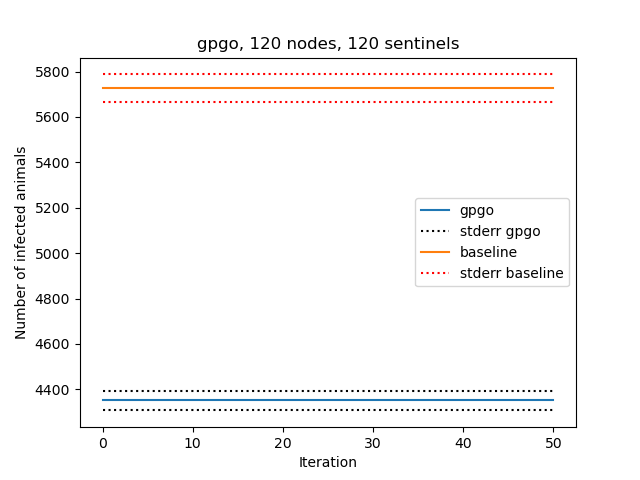 gpgo, 120 nodes, 120 sentinels
5800
5600
5400
5200
5000
4800
4600
4400
Number of infected animals
gpgo
stderr gpgo
baseline
stderr baseline
0 10 20 30 40 50
Iteration